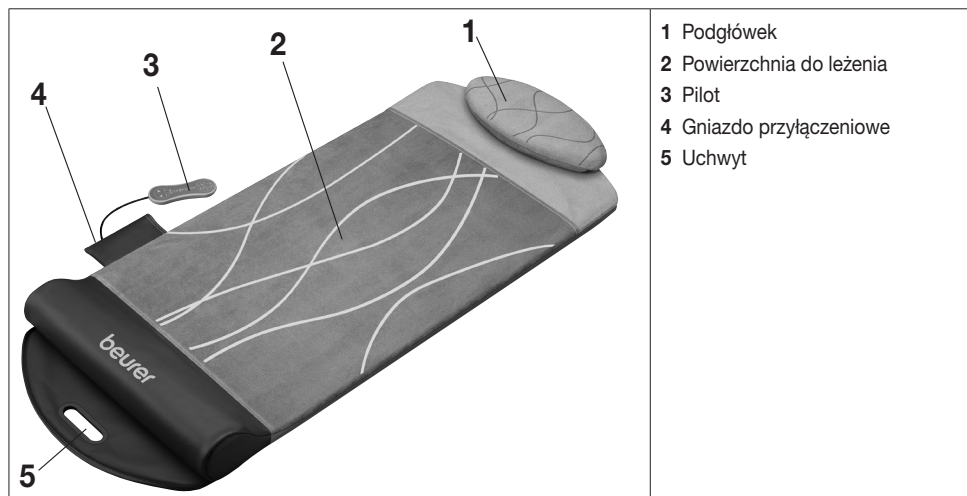 1
2
3
4
beurer
5
1 Podgłówek
2 Powierzchnia do leżenia
3 Pilot
4 Gniazdo przyłączeniowe
5 Uchwyt